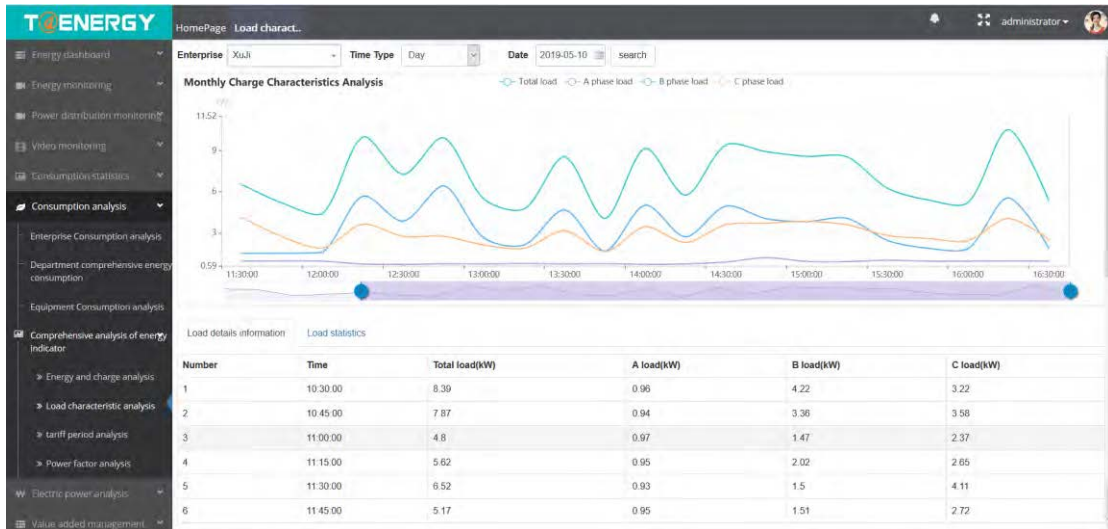 T@ENERGY
HomePage Load charact..
administrator
Energy dashboard
Energy monitoring
Power distribution monitoring
Video monitoring
Consumption statistics
Consumption analysis
Enterprise Consumption analysis
Department comprehensive energy
consumption
Equipment Consumption analysis
Comprehensive analysis of energy
indicator
» Energy and charge analysis
» Load characteristic analysis
» tariff period analysis
» Power factor analysis
Electric power analysis
Value added management
Enterprise XuJi Time Type Day Date 2019-05-10 search
Monthly Charge Characteristics Analysis
Total load A phase load B phase load C phase load
11.52
9
6
3
0.59
11:30:00 12:00:00 12:30:00 13:00:00 13:30:00 14:00:00 14:30:00 15:00:00 15:30:00 16:00:00 16:30:00
Load details information Load statistics
Number Time Total load(kW) A load(kW) B load(kW) C load(kW)
1 10:30:00 8.39 0.96 4.22 3.22
2 10:45:00 7.87 0.94 3.36 3.58
3 11:00:00 4.8 0.97 1.47 2.37
4 11:15:00 5.62 0.95 2.02 2.65
5 11:30:00 6.52 0.93 1.5 4.11
6 11:45:00 5.17 0.95 1.51 2.72